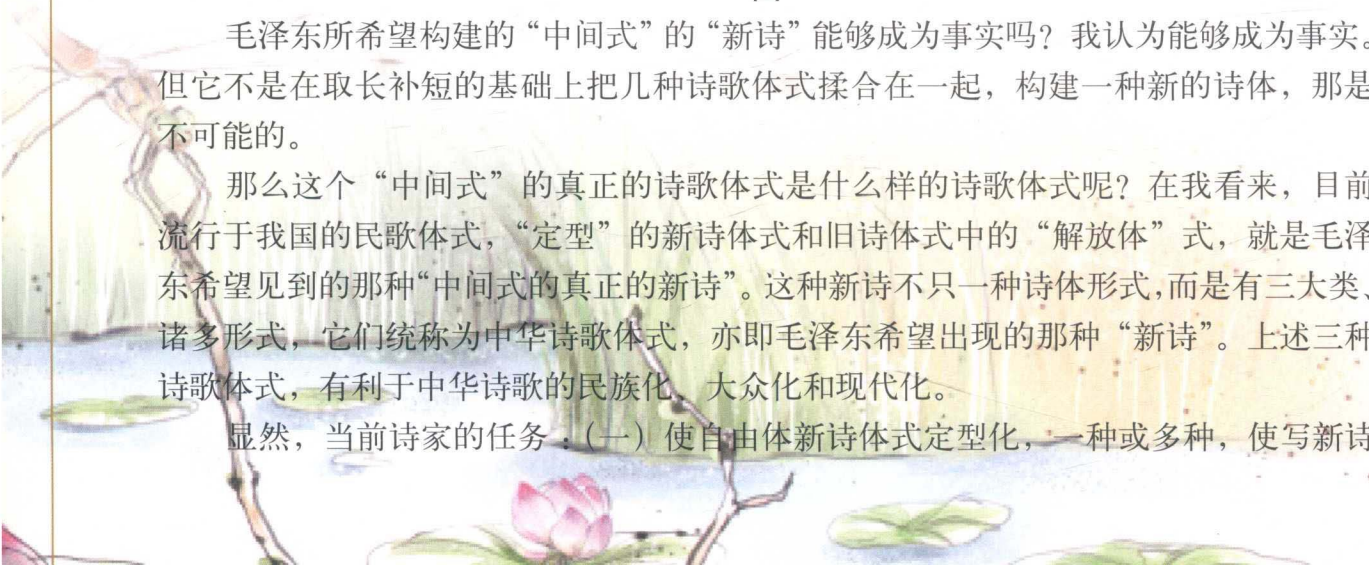 毛泽东所希望构建的“中间式”的“新诗”能够成为事实吗？我认为能够成为事实。
但它不是在取长补短的基础上把几种诗歌体式揉合在一起，构建一种新的诗体，那是
不可能的。
那么这个“中间式”的真正的诗歌体式是什么样的诗歌体式呢？在我看来，目前
流行于我国的民歌体式，“定型”的新诗体式和旧诗体式中的“解放体”式，就是毛泽
东希望见到的那种“中间式的真正的新诗”。这种新诗不只一种诗体形式，而是有三大类、
诸多形式，它们统称为中华诗歌体式，亦即毛泽东希望出现的那种“新诗”。上述三种
诗歌体式，有利于中华诗歌的民族化、大众化和现代化。
显然，当前诗家的任务：（一）使自由体新诗体式定型化，一种或多种，使写新诗